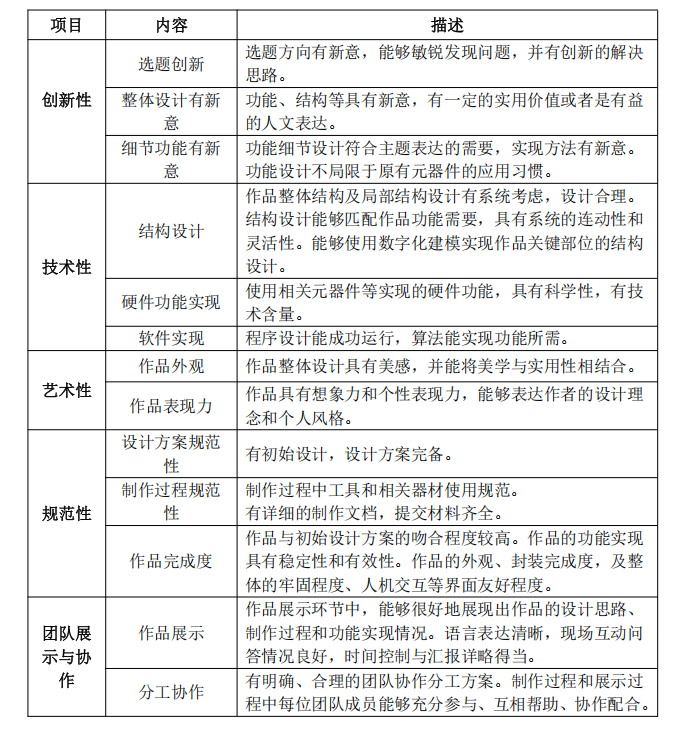 项目 内容 描述
创新性
选题创新
选题方向有新意，能够敏锐发现问题，并有创新的解决
思路。
整体设计有新
意
功能、结构等具有新意，有一定的实用价值或者是有益
的人文表达。
细节功能有新
意
功能细节设计符合主题表达的需要，实现方法有新意。
功能设计不局限于原有元器件的应用习惯。
技术性
结构设计
作品整体结构及局部结构设计有系统考虑，设计合理。
结构设计能够匹配作品功能需要，具有系统的连动性和
灵活性。能够使用数字化建模实现作品关键部位的结构
设计。
硬件功能实现
使用相关元器件等实现的硬件功能，具有科学性，有技
术含量。
软件实现
程序设计能成功运行，算法能实现功能所需。
艺术性
作品外观
作品整体设计具有美感，并能将美学与实用性相结合。
作品表现力
作品具有想象力和个性表现力，能够表达作者的设计理
念和个人风格。
规范性
设计方案规范
性
有初始设计，设计方案完备。
制作过程规范
性
制作过程中工具和相关器材使用规范。
有详细的制作文档，提交材料齐全。
作品完成度
作品与初始设计方案的吻合程度较高。作品的功能实现
具有稳定性和有效性。作品的外观、封装完成度，及整
体的牢固程度、人机交互等界面友好程度。
团队展
示与协
作
作品展示
作品展示环节中，能够很好地展现出作品的设计思路、
制作过程和功能实现情况。语言表达清晰，现场互动问
答情况良好，时间控制与汇报详略得当。
分工协作
有明确、合理的团队协作分工方案。制作过程和展示过
程中每位团队成员能够充分参与、互相帮助、协作配合。